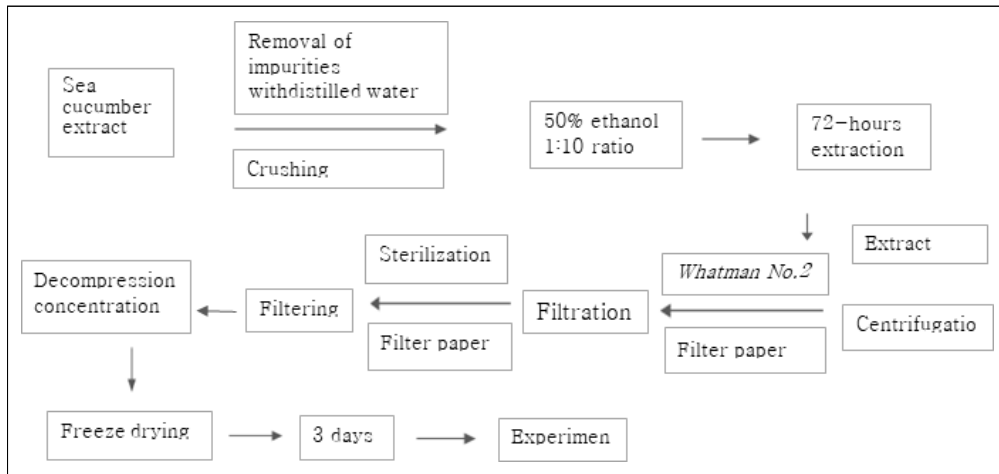 Removal of
impurities
withdistilled water
Sea
cucumber
extract
Crushing
50% ethanol
1:10 ratio
72-hours
extraction
Extract
Whatman No.2
Centrifugatio
Filter paper
Filtration
Sterilization
Filter paper
Filtering
Decompression
concentration
Freeze drying
3 days
Experimen